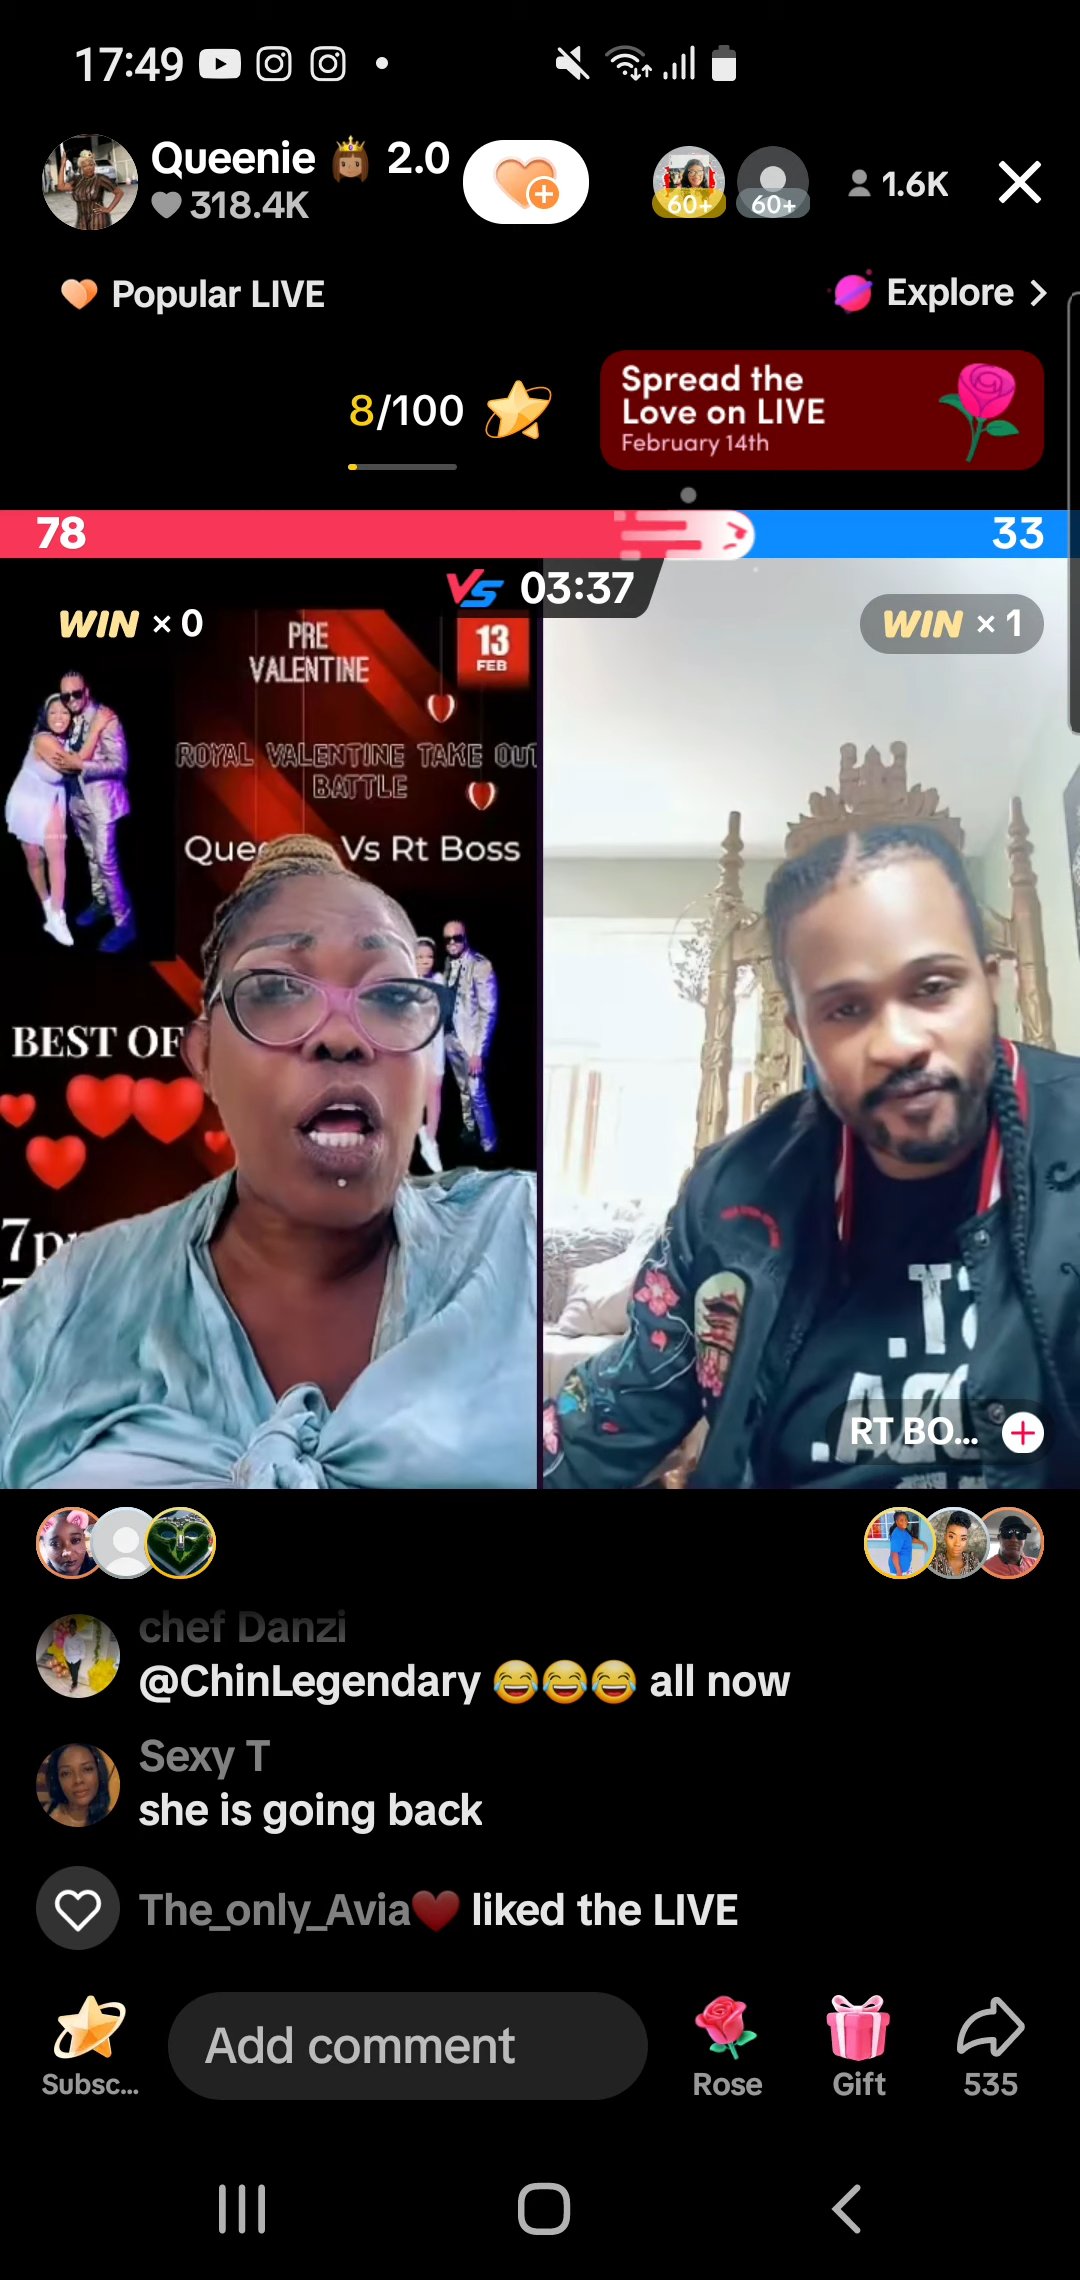 17:49
Queenie 👸🏽 2.0
318.4K
60+
60+
1.6K
Popular LIVE
Explore >
8/100
Spread the
Love on LIVE
February 14th
78
33
VS 03:37
WIN × 0
WIN × 1
PRE
VALENTINE
13
FEB
ROYAL VALENTINE TAKE OUT
BATTLE
Vs Rt Boss
BEST OF
RT BO...
chef Danzi
@ChinLegendary 😂😂😂 all now
Sexy T
she is going back
The_only_Avia❤️ liked the LIVE
Subsc...
Add comment
Rose
Gift
535